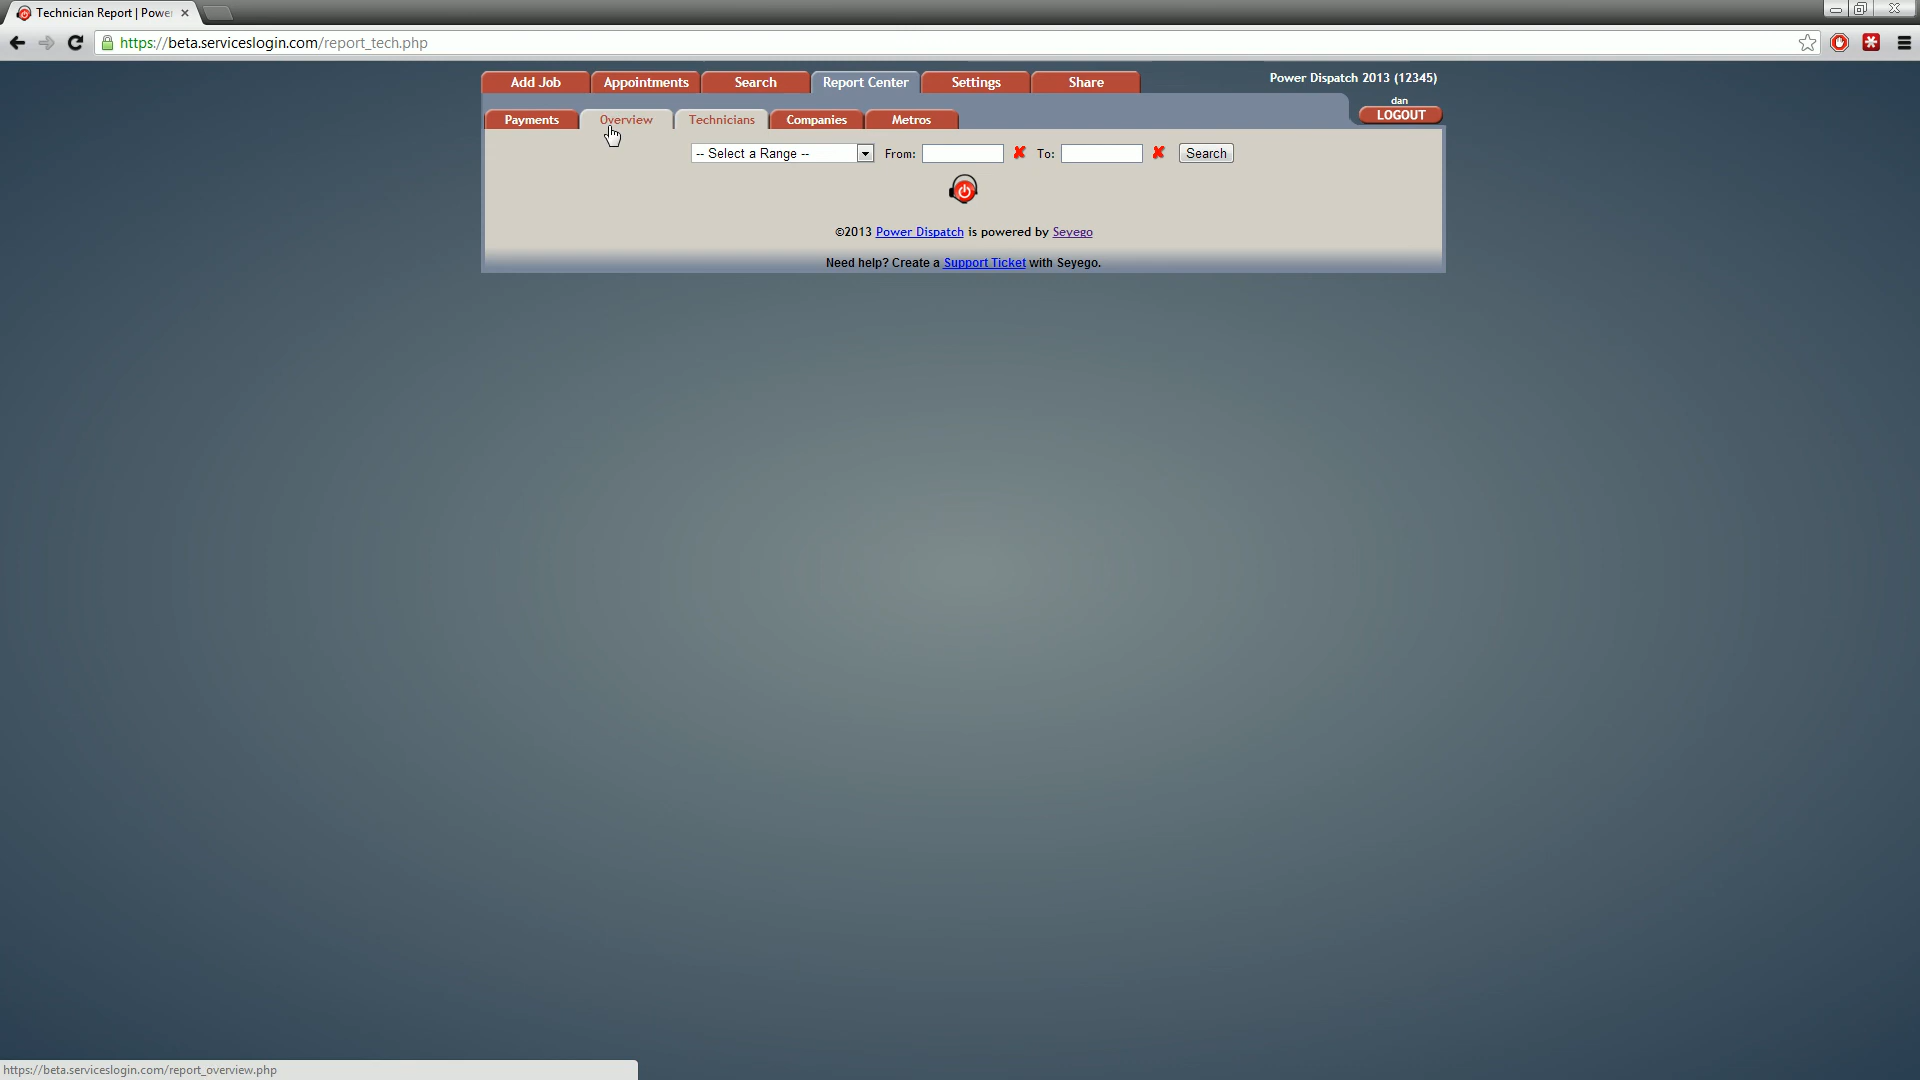 Technician Report | Powe
https://beta.serviceslogin.com/report_tech.php
Add Job
Appointments
Search
Report Center
Settings
Share
Power Dispatch 2013 (12345)
dan
LOGOUT
Payments
Overview
Technicians
Companies
Metros
-- Select a Range --
From:
To:
Search
©2013 Power Dispatch is powered by Seyego
Need help? Create a Support Ticket with Seyego.
https://beta.serviceslogin.com/report_overview.php